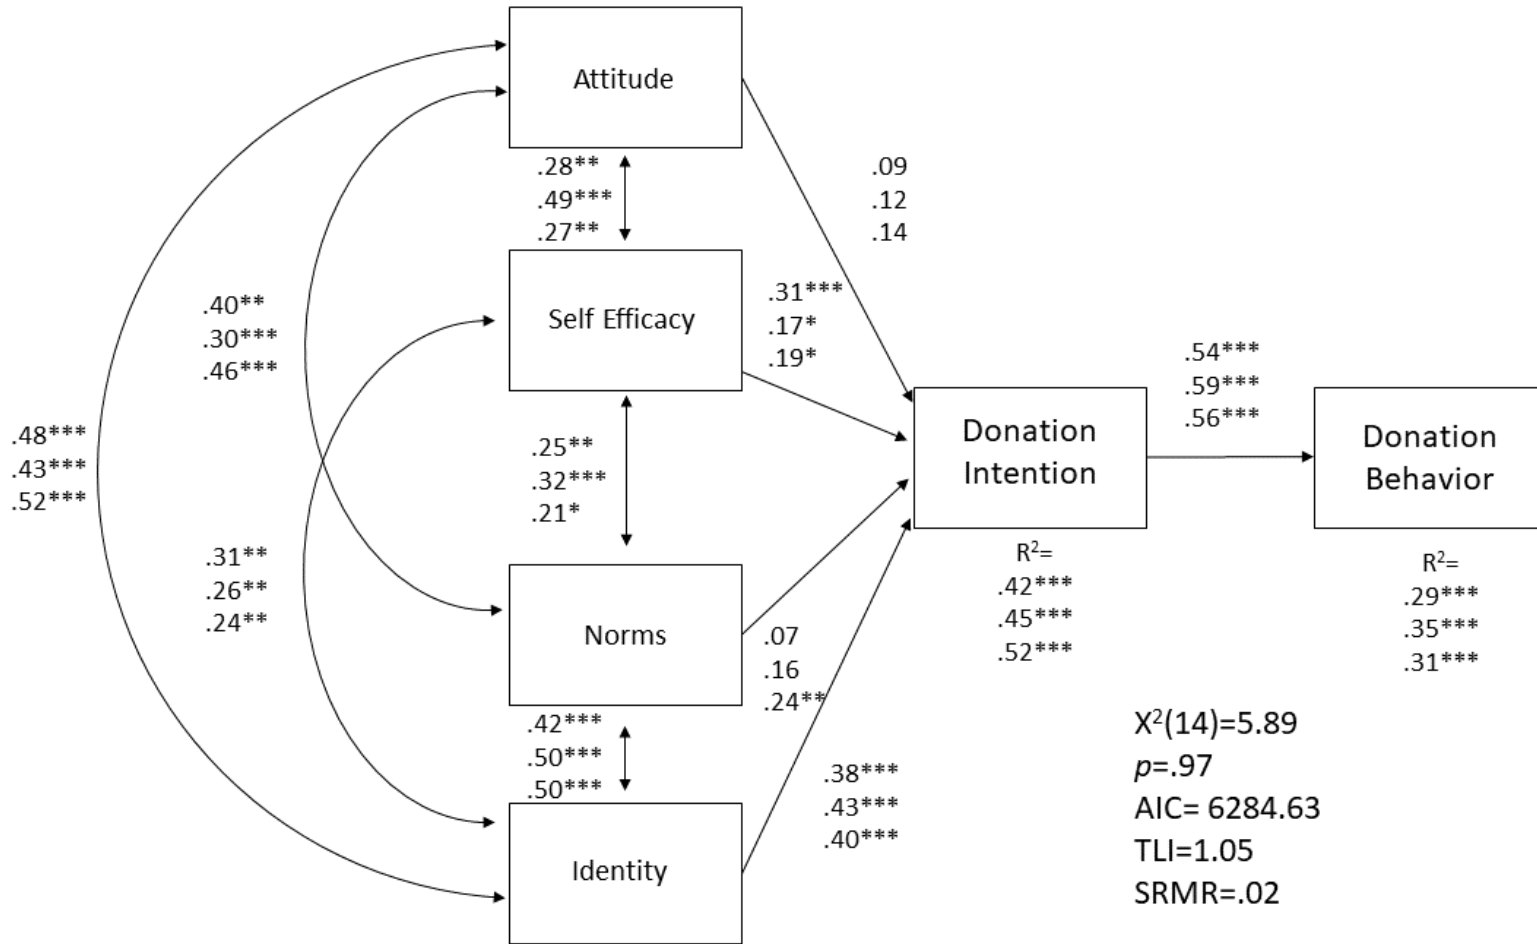 Attitude
.28**
.49***
.27**
.09
.12
.14
.40**
.30***
.46***
Self Efficacy
.31***
.17*
.19*
.48***
.43***
.52***
.25**
.32***
.21*
Donation
Intention
.54***
.59***
.56***
Donation
Behavior
.31**
.26**
.24**
R²=
.42***
.45***
.52***
R²=
.29***
.35***
.31***
Norms
.07
.16
.24**
.42***
.50***
.50***
.38***
.43***
.40***
Identity
X²(14)=5.89
p=.97
AIC= 6284.63
TLI=1.05
SRMR=.02